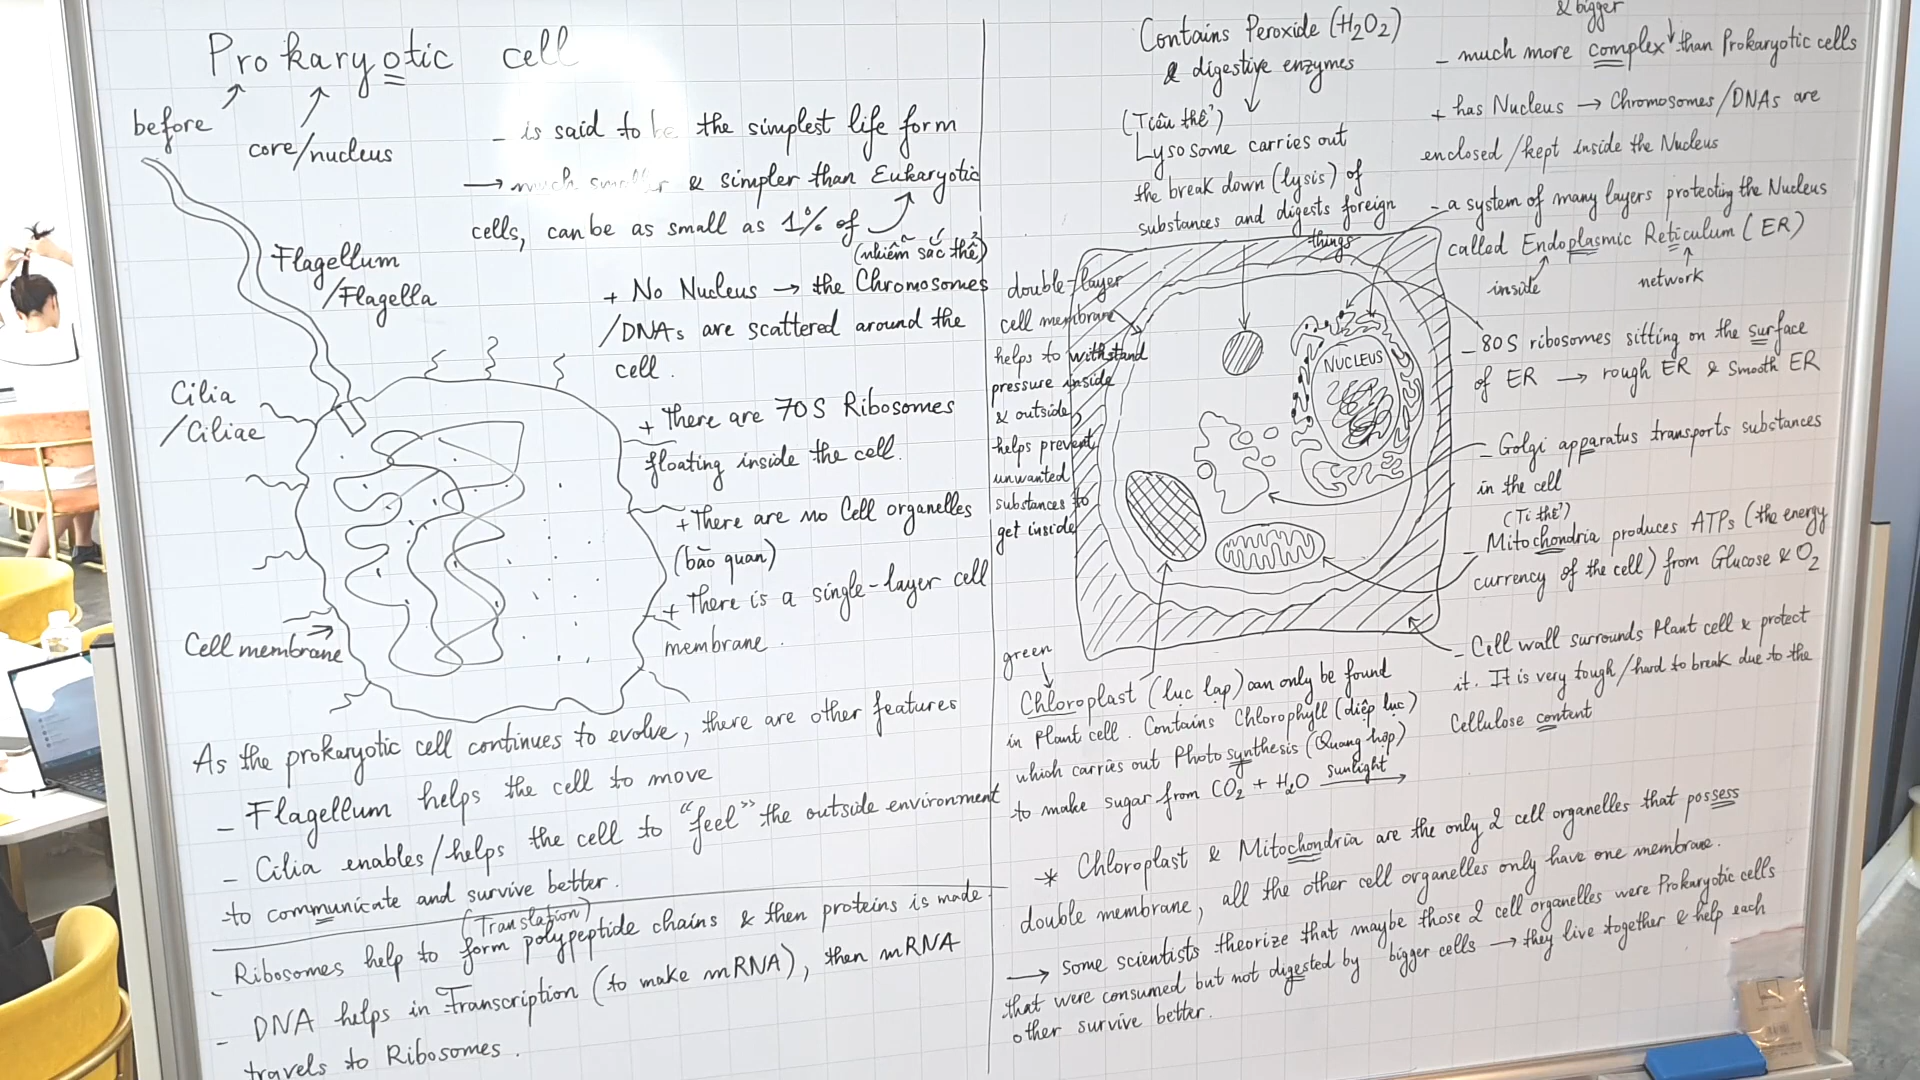 Prokaryotic cell
before
core/nucleus
- is said to be the simplest life form
→ much smaller & simpler than Eukaryotic
cells, can be as small as 1% of
(nhiễm sắc thể)
Flagellum
/Flagella
+ No Nucleus → the Chromosomes
/DNAs are scattered around the
cell.
Cilia
/Ciliae
+ There are 70S Ribosomes
floating inside the cell.
+ There are no Cell organelles
(bào quan)
+ There is a single-layer cell
membrane.
Cell membrane
As the prokaryotic cell continues to evolve, there are other features
- Flagellum helps the cell to move
- Cilia enables/helps the cell to "feel" the outside environment
to communicate and survive better.
(Translation)
- Ribosomes help to form polypeptide chains & then proteins is made
- DNA helps in Transcription (to make mRNA), then mRNA
travels to Ribosomes.
Contains Peroxide (H2O2)
& digestive enzymes
(Tiêu thể)
Lysosome carries out
the break down (lysis) of
substances and digests foreign
things
double-layer
cell membrane
helps to withstand
pressure inside
& outside,
helps prevent
unwanted
substances to
get inside
NUCLEUS
green
Chloroplast (lục lạp) can only be found
in Plant cell. Contains Chlorophyll (diệp lục)
which carries out Photosynthesis (Quang hợp)
to make sugar from CO2 + H2O sunlight →
& bigger
- much more complex than Prokaryotic cells
+ has Nucleus → Chromosomes/DNAs are
enclosed/kept inside the Nucleus
- a system of many layers protecting the Nucleus
called Endoplasmic Reticulum (ER)
inside
network
- 80S ribosomes sitting on the surface
of ER → rough ER & Smooth ER
- Golgi apparatus transports substances
in the cell
(Ti thể)
- Mitochondria produces ATPs (the energy
currency of the cell) from Glucose & O2
- Cell wall surrounds Plant cell & protect
it. It is very tough/hard to break due to the
Cellulose content
* Chloroplast & Mitochondria are the only 2 cell organelles that possess
double membrane, all the other cell organelles only have one membrane.
→ Some scientists theorize that maybe those 2 cell organelles were Prokaryotic cells
that were consumed but not digested by bigger cells → they live together & help each
other survive better.